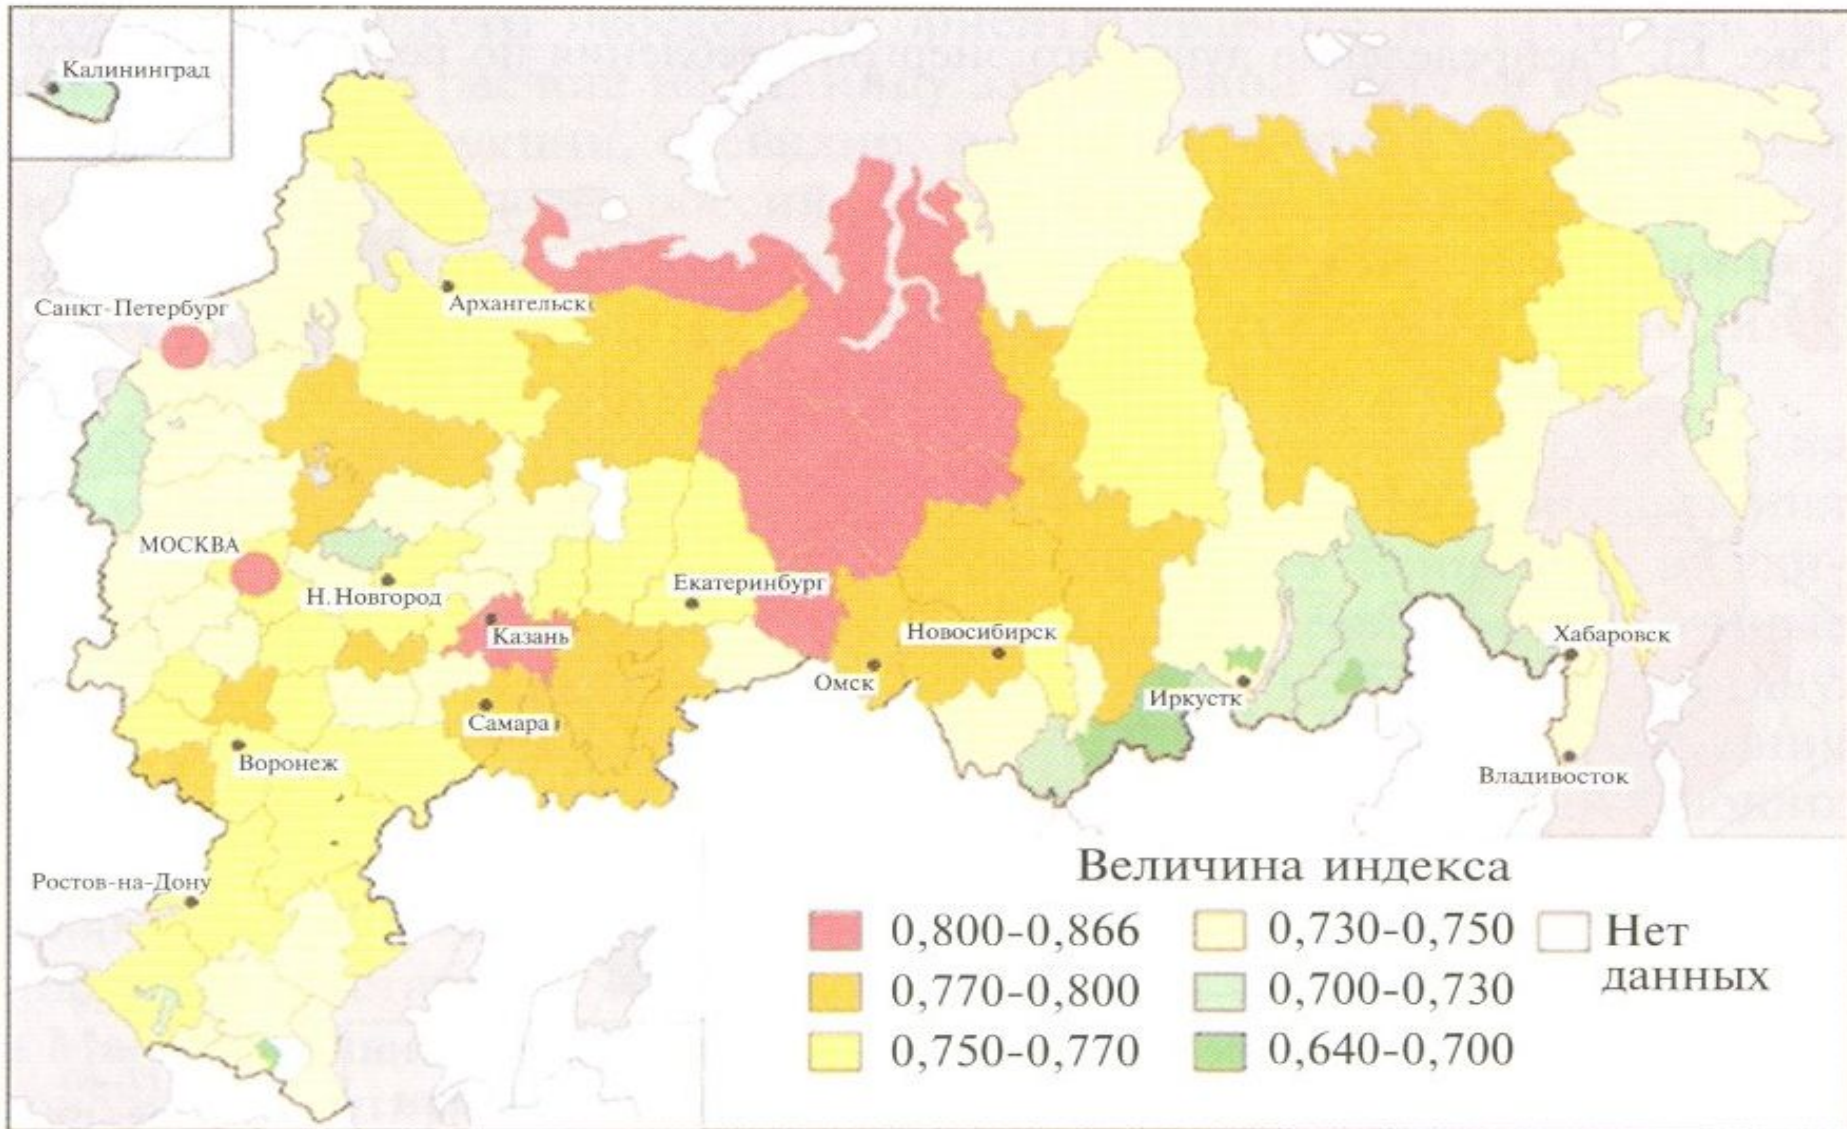 Калининград
Санкт-Петербург
Архангельск
МОСКВА
Н.Новгород
Екатеринбург
Казань
Новосибирск
Хабаровск
Омск
Иркустк
Самара
Воронеж
Владивосток
Ростов-на-Дону
Величина индекса
0,800-0,866
0,730-0,750
Нет
данных
0,770-0,800
0,700-0,730
0,750-0,770
0,640-0,700